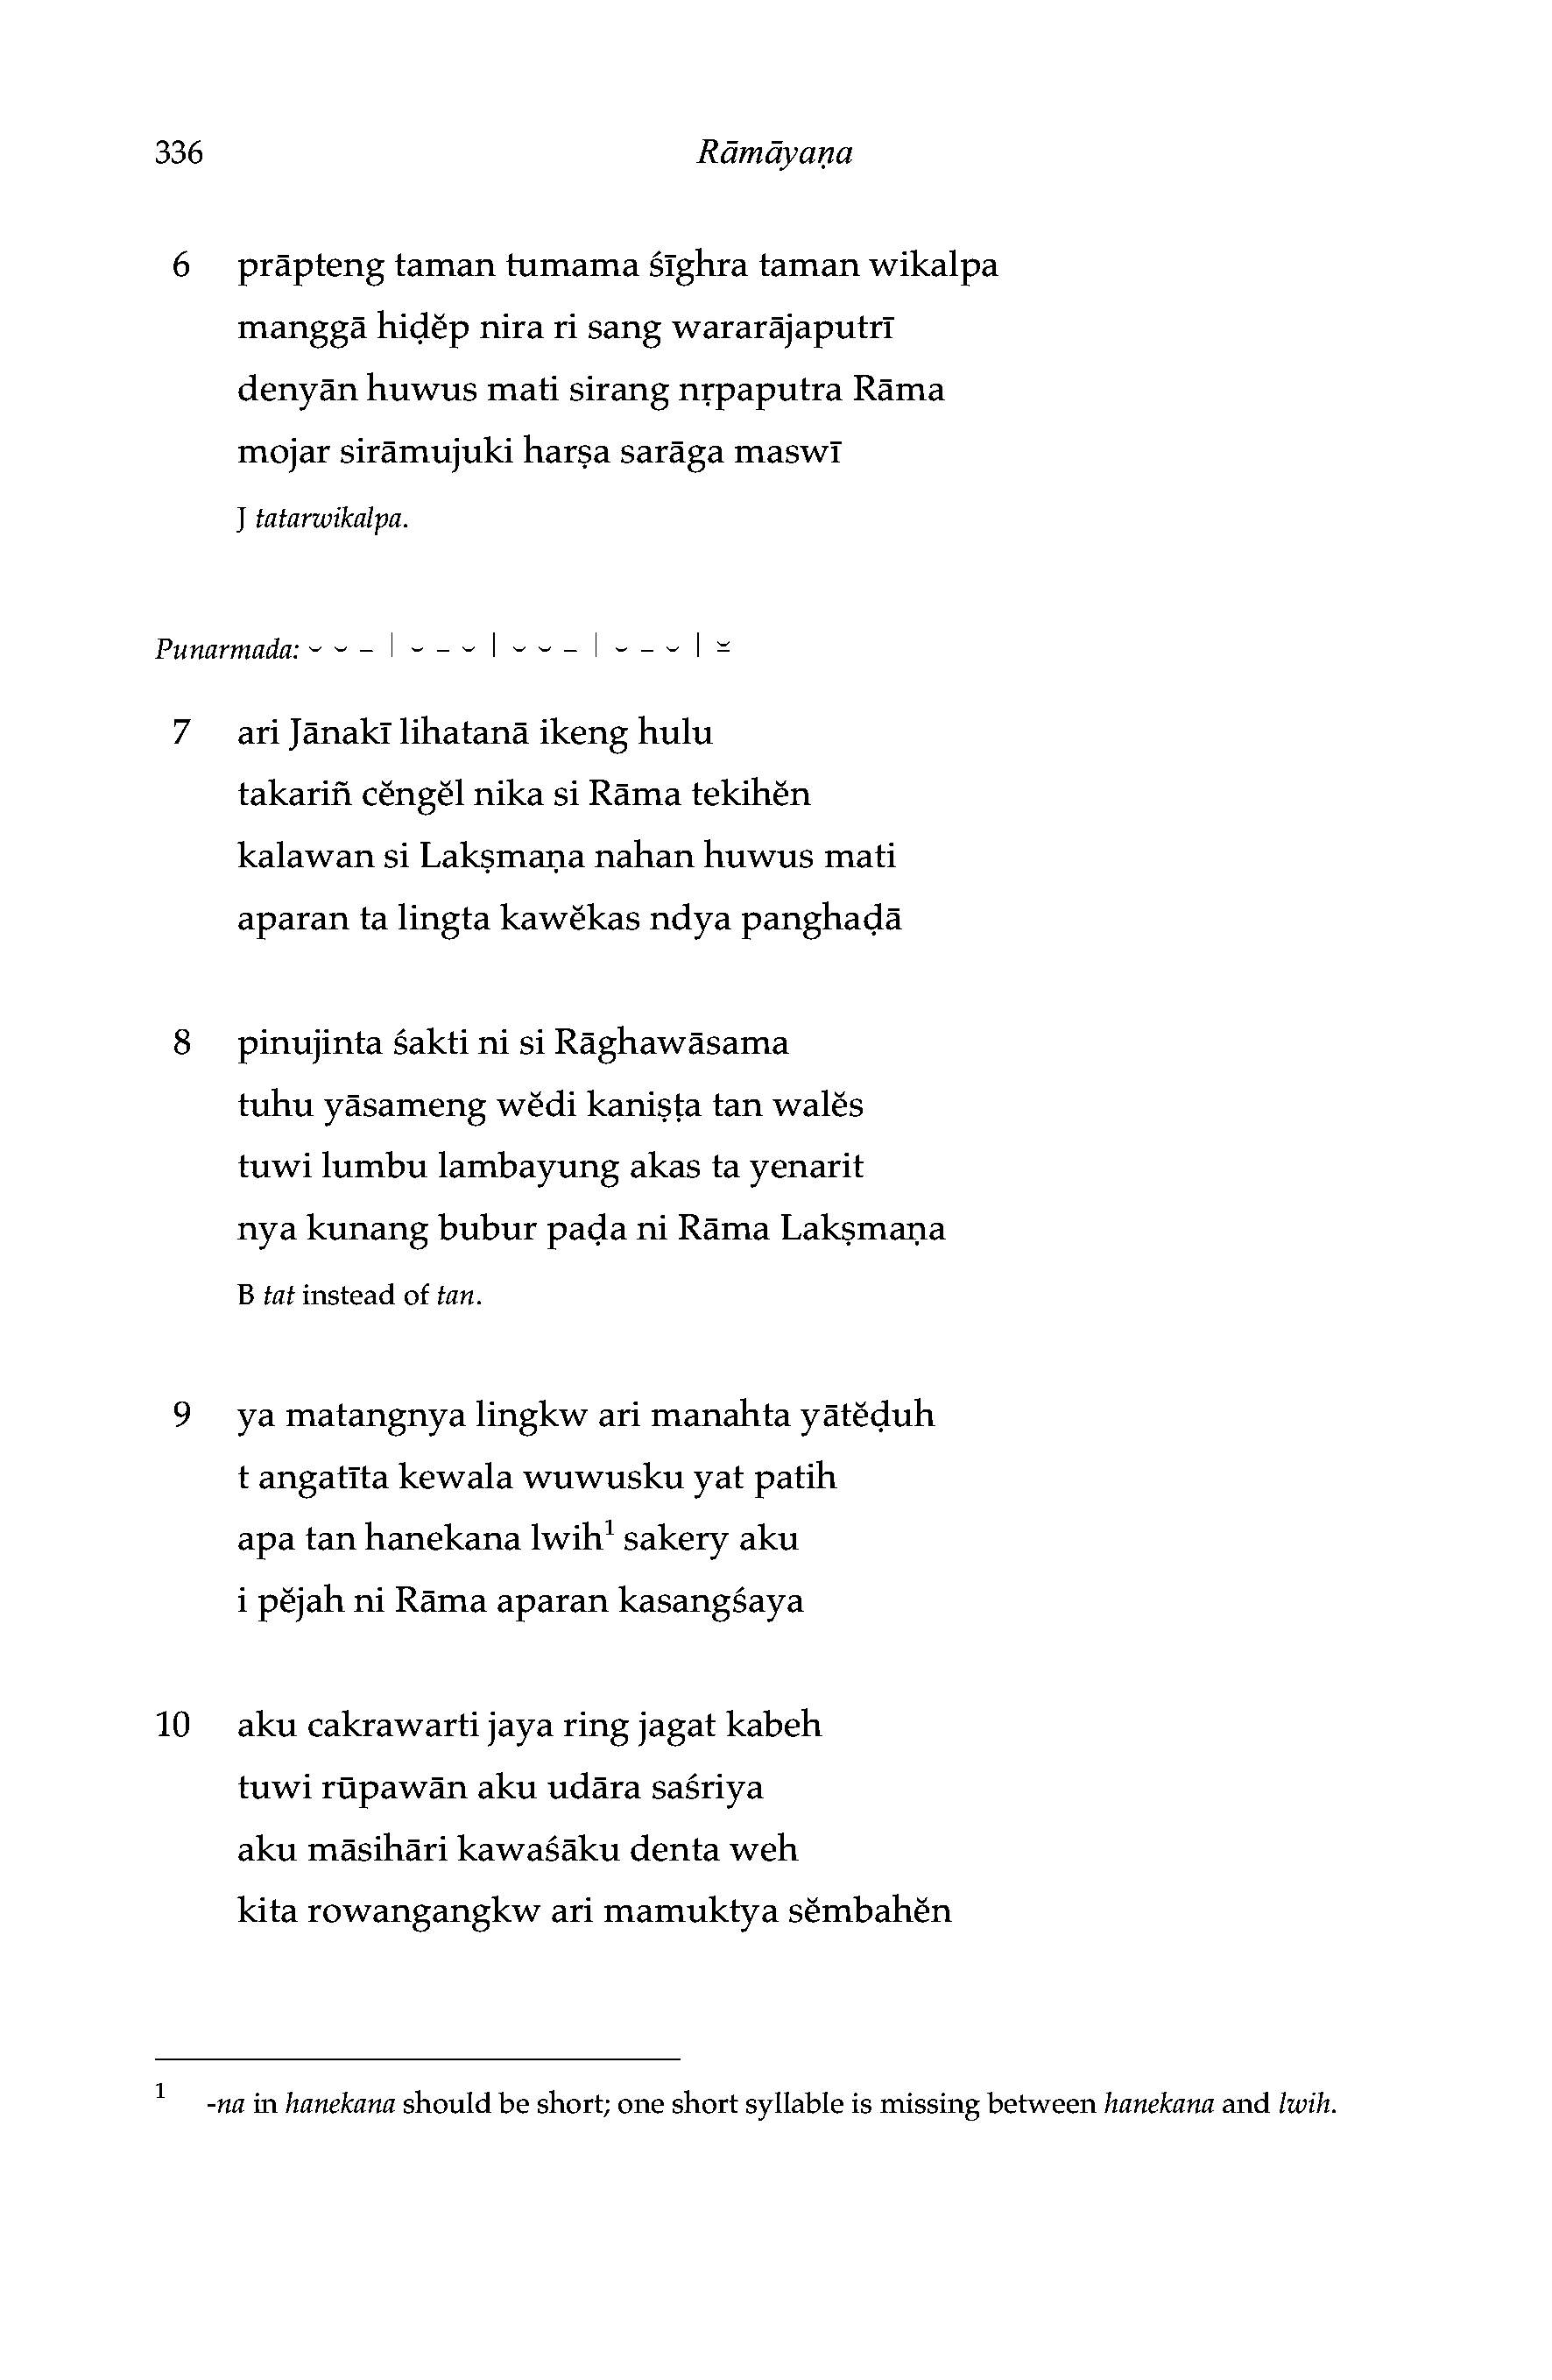 336 Rāmāyaṇa
6 prāpteng taman tumama śīghra taman wikalpa
manggā hiḍĕp nira ri sang wararājaputrī
denyān huwus mati sirang nṛpaputra Rāma
mojar sirāmujuki harṣa sarāga maswī
J tatarwikalpa.
Punarmada: ⏑ ⏑ – | ⏑ – ⏑ | ⏑ ⏑ – | ⏑ – ⏑ | ⏓
7 ari Jānakī lihatanā ikeng hulu
takariñ cĕngĕl nika si Rāma tekihĕn
kalawan si Lakṣmaṇa nahan huwus mati
aparan ta lingta kawĕkas ndya panghaḍā
8 pinujinta śakti ni si Rāghawāsama
tuhu yāsameng wĕdi kaniṣṭa tan walĕs
tuwi lumbu lambayung akas ta yenarit
nya kunang bubur paḍa ni Rāma Lakṣmaṇa
B tat instead of tan.
9 ya matangnya lingkw ari manahta yātĕḍuh
t angatīta kewala wuwusku yat patih
apa tan hanekana lwih¹ sakery aku
i pĕjah ni Rāma aparan kasangśaya
10 aku cakrawarti jaya ring jagat kabeh
tuwi rūpawān aku udāra saśriya
aku māsihāri kawaśāku denta weh
kita rowangangkw ari mamuktya sĕmbahĕn
¹ -na in hanekana should be short; one short syllable is missing between hanekana and lwih.